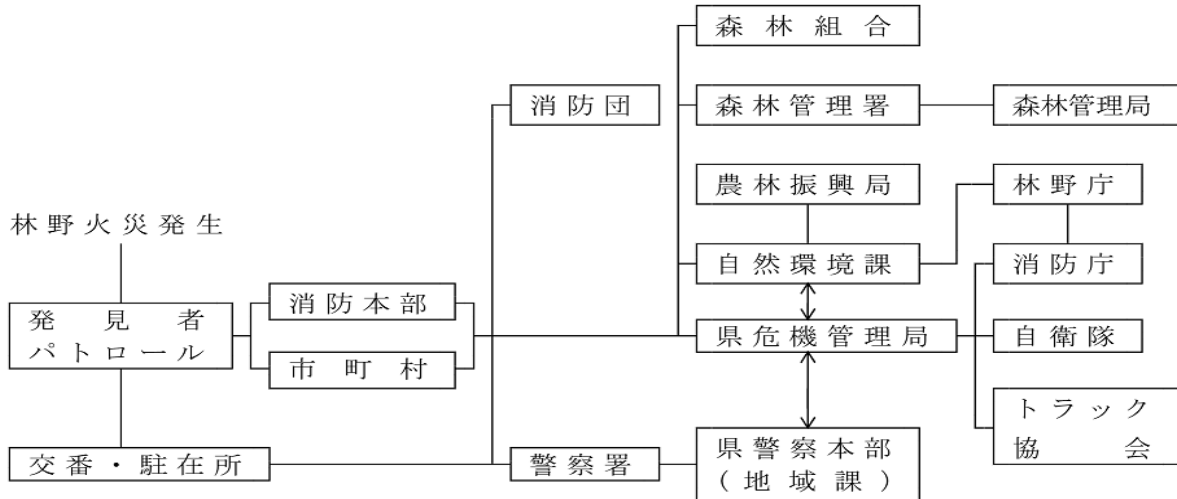 森林組合
消防団
森林管理署
森林管理局
農林振興局
林野庁
林野火災発生
自然環境課
消防庁
消防本部
発見者
パトロール
県危機管理局
自衛隊
市町村
トラック
協会
交番・駐在所
警察署
県警察本部
(地域課)